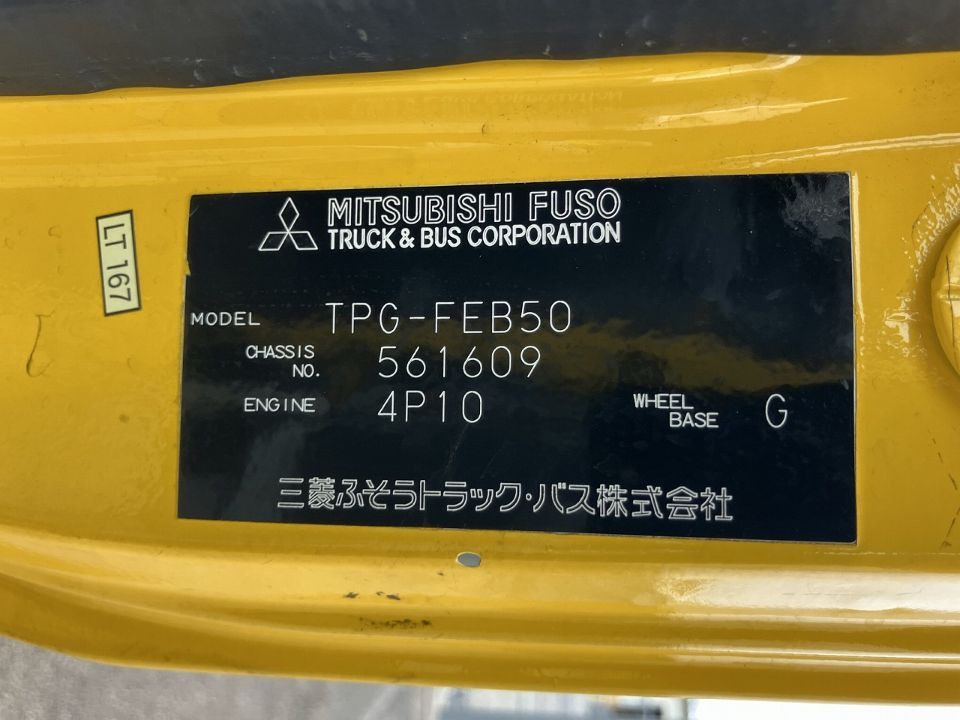 MITSUBISHI FUSO
TRUCK & BUS CORPORATION
LT 167
MODEL TPG-FEB50
CHASSIS NO. 561609
ENGINE 4P10 WHEEL BASE G
三菱ふそうトラック・バス株式会社